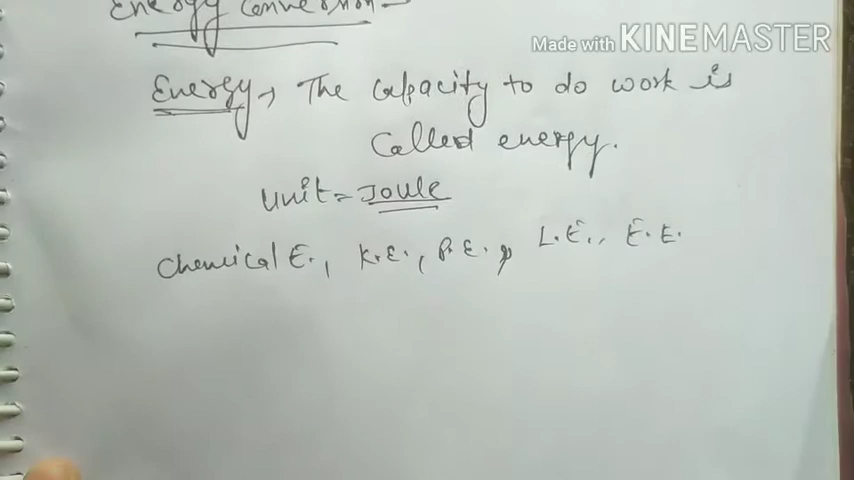 Energy Conversion
Made with KINEMASTER
Energy → The capacity to do work is
called energy.
Unit = Joule
Chemical E., K.E., P.E., L.E., E.E.